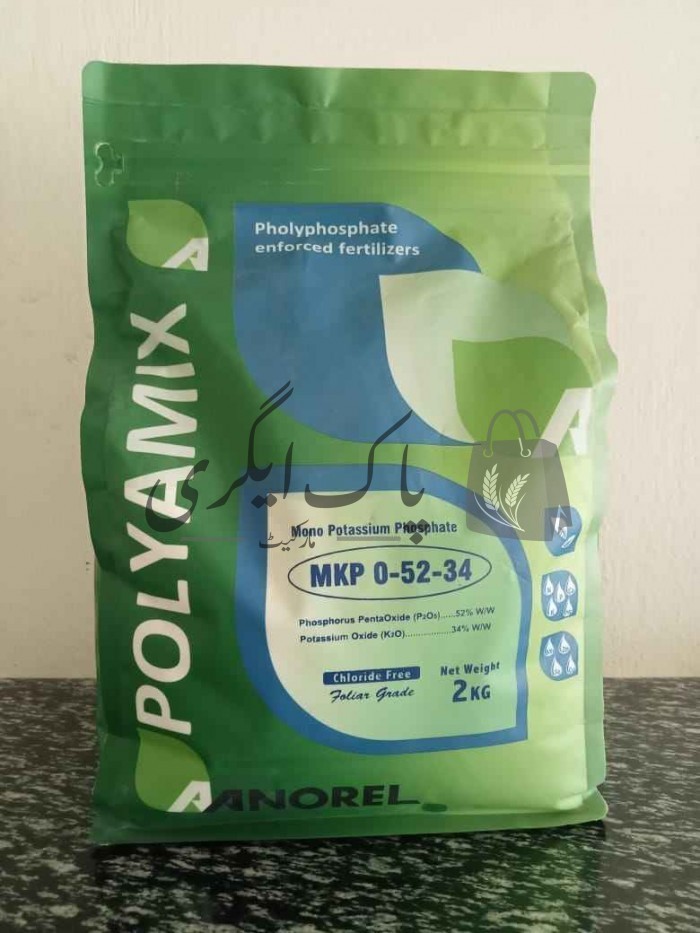 Pholyphosphate
enforced fertilizers
POLYAMIX
پاک ایگری
مارکیٹ
Mono Potassium Phosphate
MKP 0-52-34
Phosphorus PentaOxide (P₂O₅)......52% W/W
Potassium Oxide (K₂O)..................34% W/W
Chloride Free
Foliar Grade
Net Weight
2KG
ANOREL